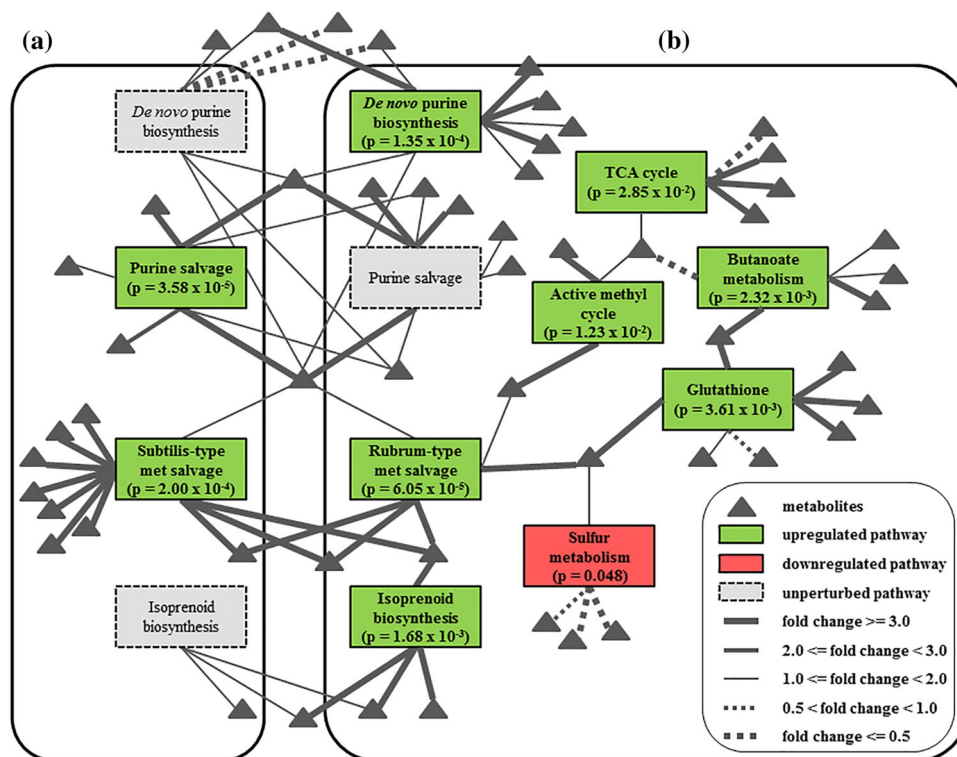 (a)
(b)
De novo purine
biosynthesis
De novo purine
biosynthesis
(p = 1.35 x 10-4)
TCA cycle
(p = 2.85 x 10-2)
Purine salvage
(p = 3.58 x 10-5)
Purine salvage
Butanoate
metabolism
(p = 2.32 x 10-3)
Active methyl
cycle
(p = 1.23 x 10-2)
Glutathione
(p = 3.61 x 10-3)
Subtilis-type
met salvage
(p = 2.00 x 10-4)
Rubrum-type
met salvage
(p = 6.05 x 10-5)
Sulfur
metabolism
(p = 0.048)
Isoprenoid
biosynthesis
Isoprenoid
biosynthesis
(p = 1.68 x 10-3)
metabolites
upregulated pathway
downregulated pathway
unperturbed pathway
fold change >= 3.0
2.0 <= fold change < 3.0
1.0 <= fold change < 2.0
0.5 < fold change < 1.0
fold change <= 0.5